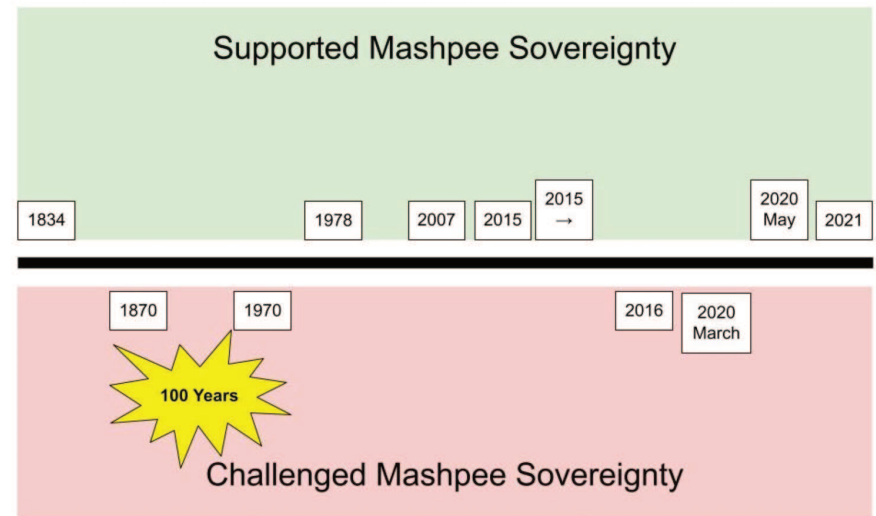 Supported Mashpee Sovereignty
1834
1978
2007
2015
2015
→
2020
May
2021
1870
1970
2016
2020
March
100 Years
Challenged Mashpee Sovereignty